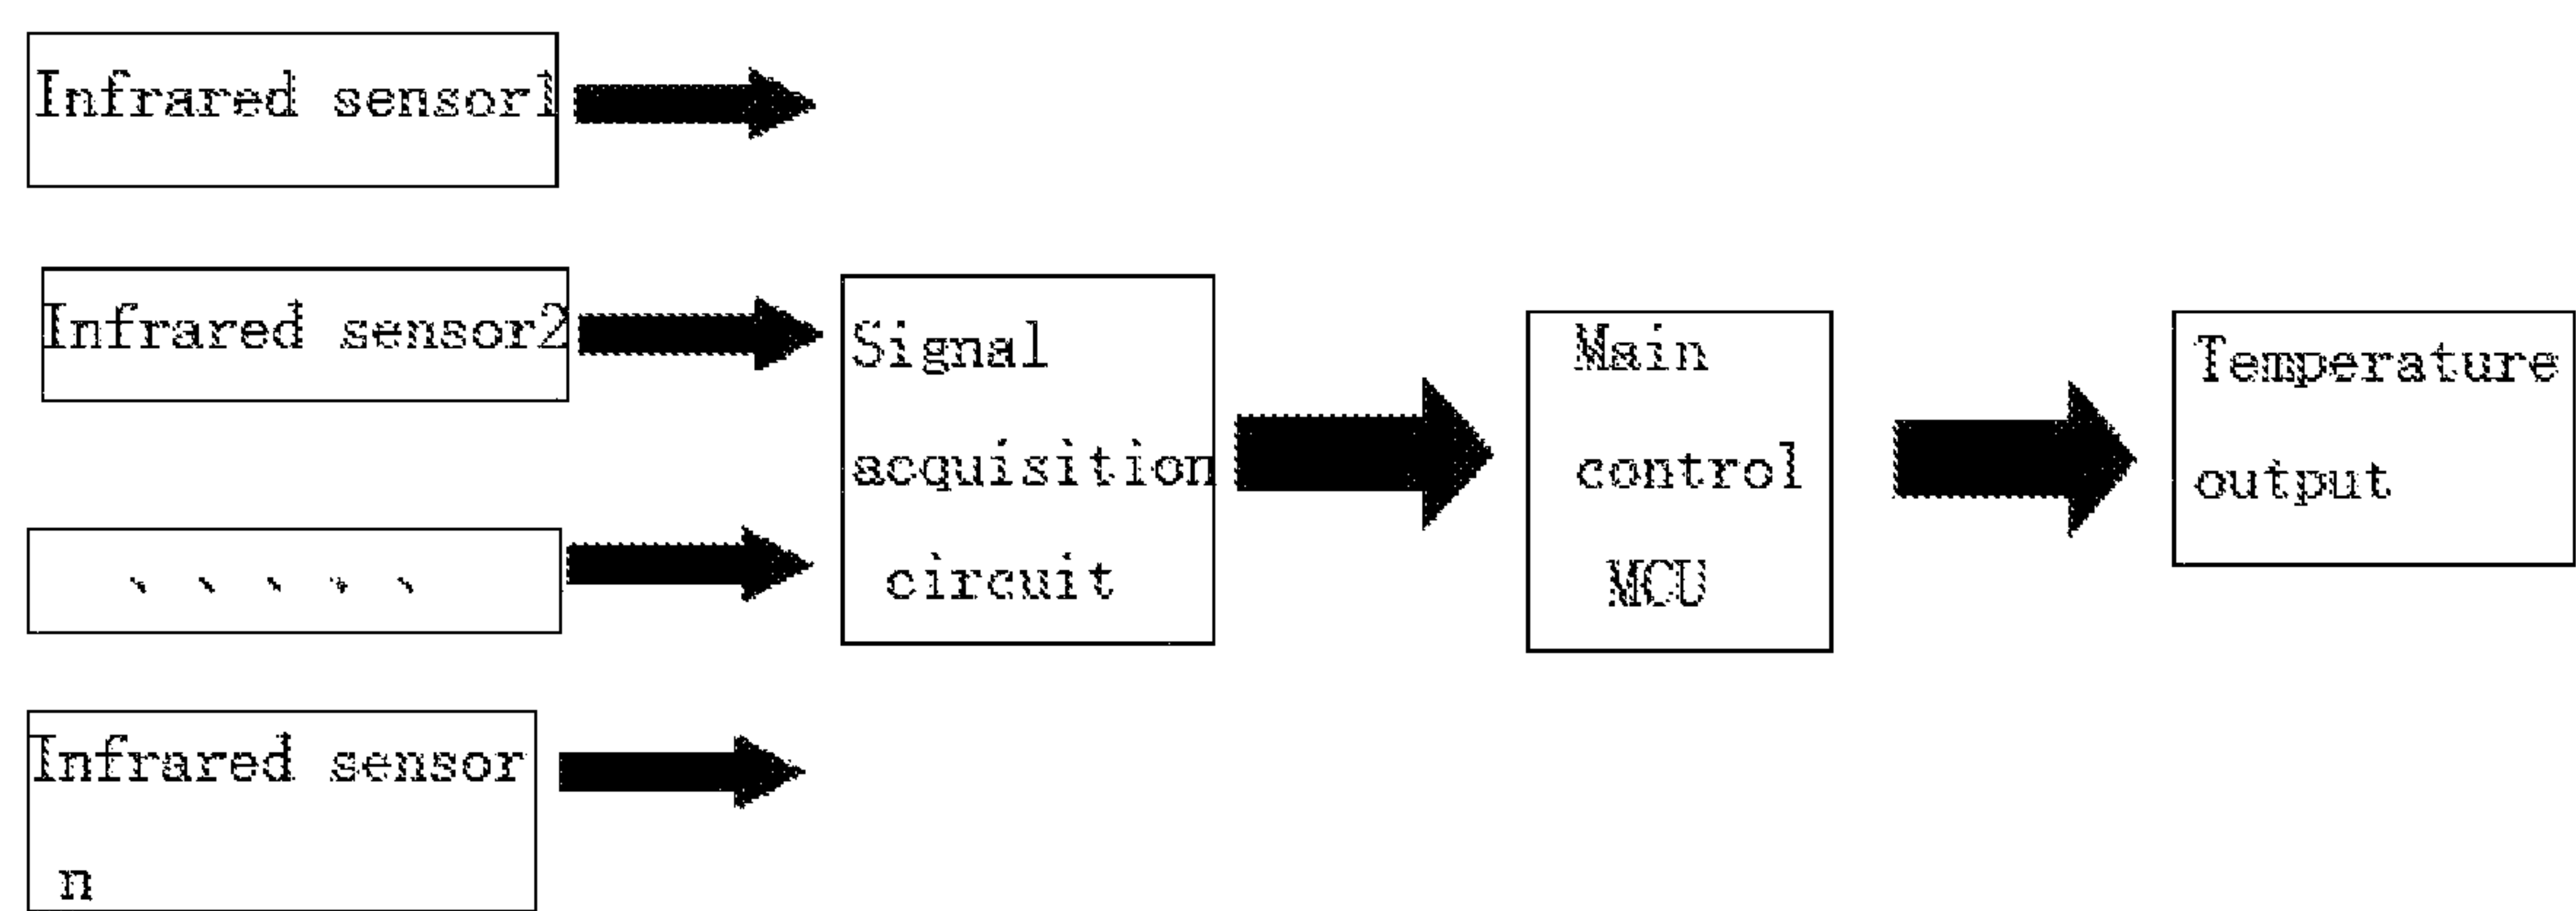 Infrared sensor1
Infrared sensor2
、、、、、
Infrared sensor
n
Signal
acquisition
circuit
Main
control
MCU
Temperature
output